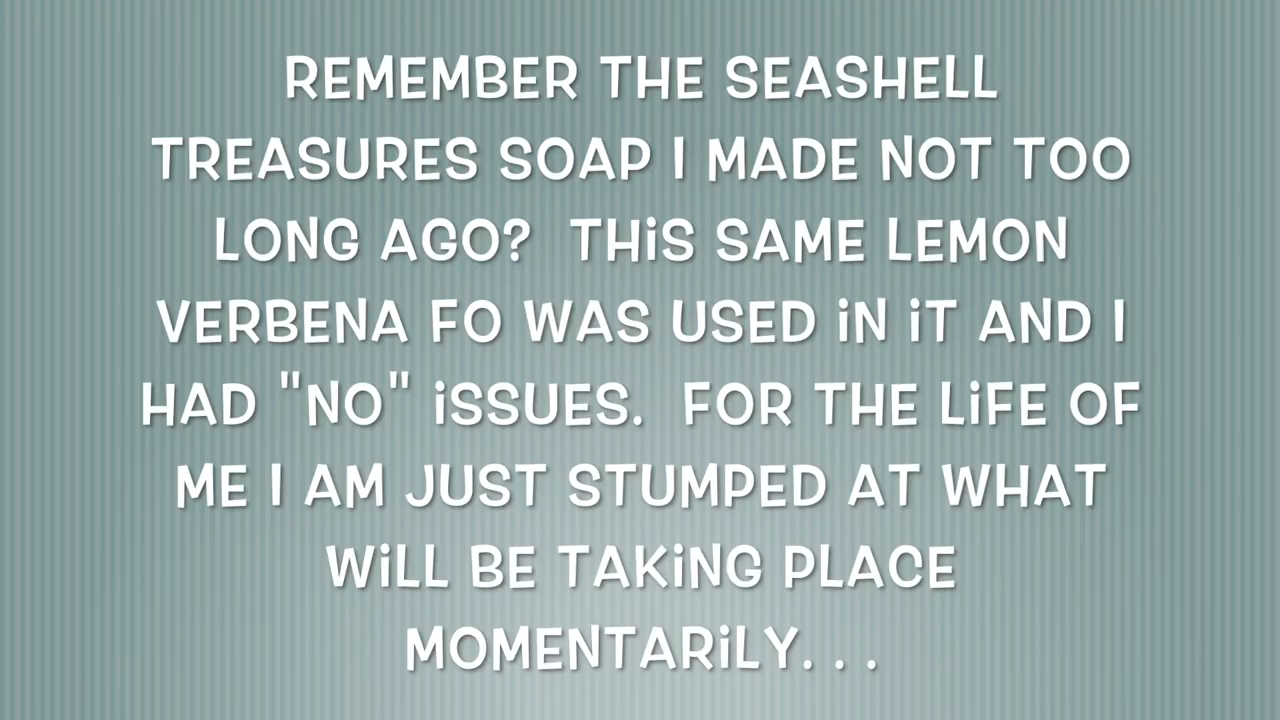 REMEMBER THE SEASHELL
TREASURES SOAP I MADE NOT TOO
LONG AGO?  THiS SAME LEMON
VERBENA FO WAS USED iN iT AND I
HAD "NO" iSSUES.  FOR THE LiFE OF
ME I AM JUST STUMPED AT WHAT
WiLL BE TAKiNG PLACE
MOMENTARiLY. . .